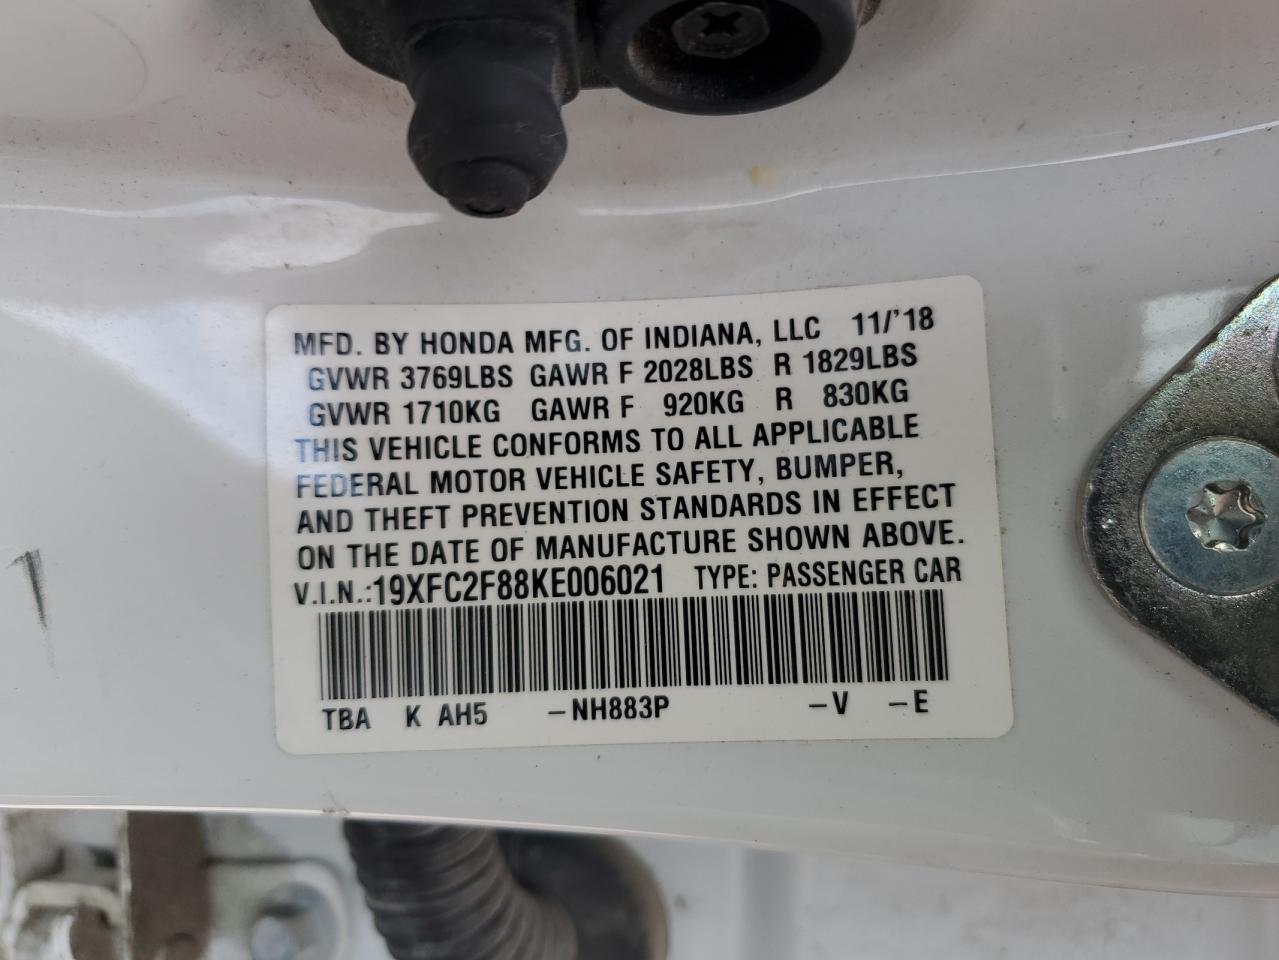 MFD. BY HONDA MFG. OF INDIANA, LLC 11/'18
GVWR 3769LBS GAWR F 2028LBS R 1829LBS
GVWR 1710KG GAWR F 920KG R 830KG
THIS VEHICLE CONFORMS TO ALL APPLICABLE
FEDERAL MOTOR VEHICLE SAFETY, BUMPER,
AND THEFT PREVENTION STANDARDS IN EFFECT
ON THE DATE OF MANUFACTURE SHOWN ABOVE.
V.I.N.:19XFC2F88KE006021 TYPE: PASSENGER CAR
TBA K AH5 –NH883P –V –E